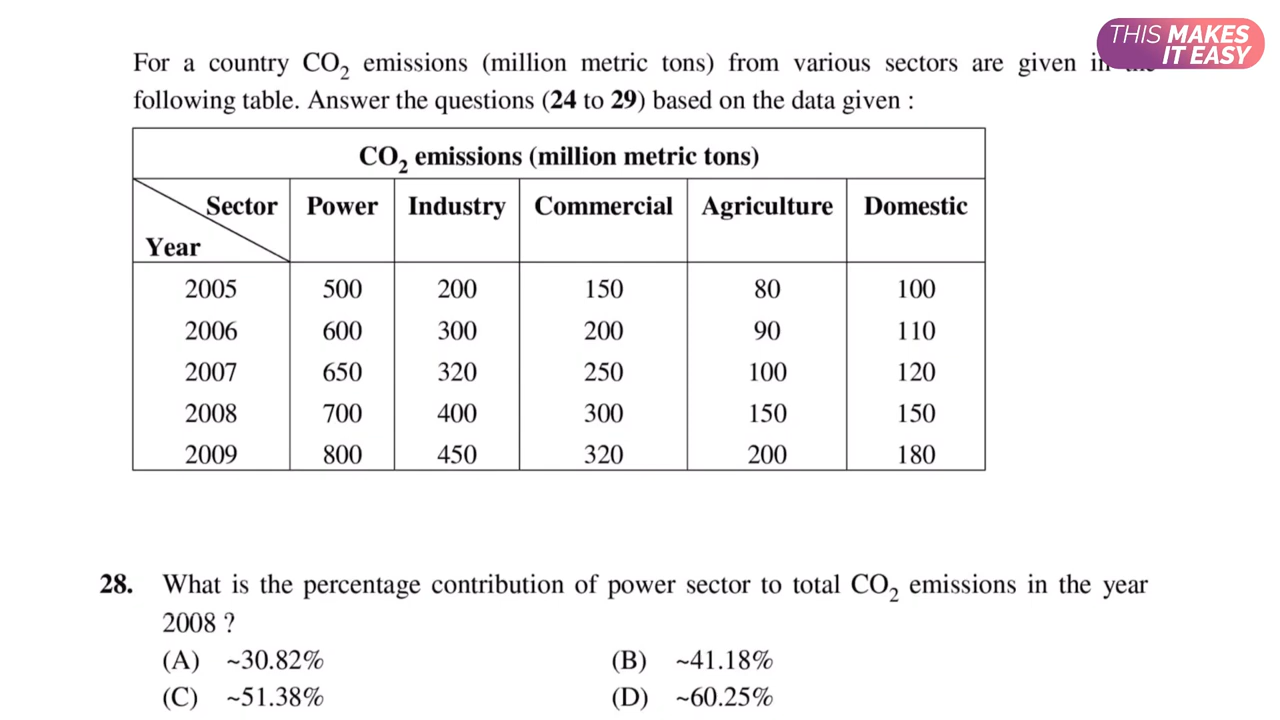 THIS MAKES
IT EASY
For a country CO₂ emissions (million metric tons) from various sectors are given in
following table. Answer the questions (24 to 29) based on the data given :
CO₂ emissions (million metric tons)
Sector Power Industry Commercial Agriculture Domestic
Year
2005 500 200 150 80 100
2006 600 300 200 90 110
2007 650 320 250 100 120
2008 700 400 300 150 150
2009 800 450 320 200 180
28. What is the percentage contribution of power sector to total CO₂ emissions in the year
2008 ?
(A) ~30.82% (B) ~41.18%
(C) ~51.38% (D) ~60.25%